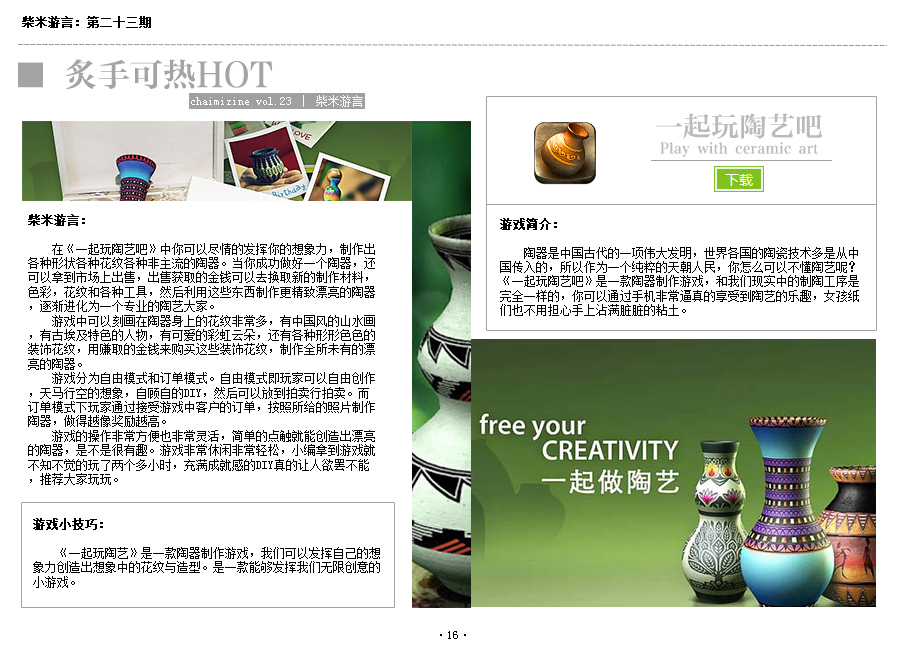 柴米游言：第二十三期
炙手可热HOT
chaimizine vol.23 | 柴米游言
LOVE
Birthday
柴米游言：
在《一起玩陶艺吧》中你可以尽情的发挥你的想象力，制作出
各种形状各种花纹各种非主流的陶器。当你成功做好一个陶器，还
可以拿到市场上出售，出售获取的金钱可以去换取新的制作材料，
色彩，花纹和各种工具，然后利用这些东西制作更精致漂亮的陶器
，逐渐进化为一个专业的陶艺大家。
游戏中可以刻画在陶器身上的花纹非常多，有中国风的山水画
，有古埃及特色的人物，有可爱的彩虹云朵，还有各种形形色色的
装饰花纹，用赚取的金钱来购买这些装饰花纹，制作全所未有的漂
亮的陶器。
游戏分为自由模式和订单模式。自由模式即玩家可以自由创作
，天马行空的想象，自顾自的DIY，然后可以放到拍卖行拍卖。而
订单模式下玩家通过接受游戏中客户的订单，按照所给的照片制作
陶器，做得越像奖励越高。
游戏的操作非常方便也非常灵活，简单的点触就能创造出漂亮
的陶器，是不是很有趣。游戏非常休闲非常轻松，小编拿到游戏就
不知不觉的玩了两个多小时，充满成就感的DIY真的让人欲罢不能
，推荐大家玩玩。
游戏小技巧：
《一起玩陶艺》是一款陶器制作游戏，我们可以发挥自己的想
象力创造出想象中的花纹与造型。是一款能够发挥我们无限创意的
小游戏。
一起玩陶艺吧
Play with ceramic art
下载
游戏简介：
陶器是中国古代的一项伟大发明，世界各国的陶瓷技术多是从中
国传入的，所以作为一个纯粹的天朝人民，你怎么可以不懂陶艺呢？
《一起玩陶艺吧》是一款陶器制作游戏，和我们现实中的制陶工序是
完全一样的，你可以通过手机非常逼真的享受到陶艺的乐趣，女孩纸
们也不用担心手上沾满脏脏的粘土。
free your
CREATIVITY
一起做陶艺
·16·